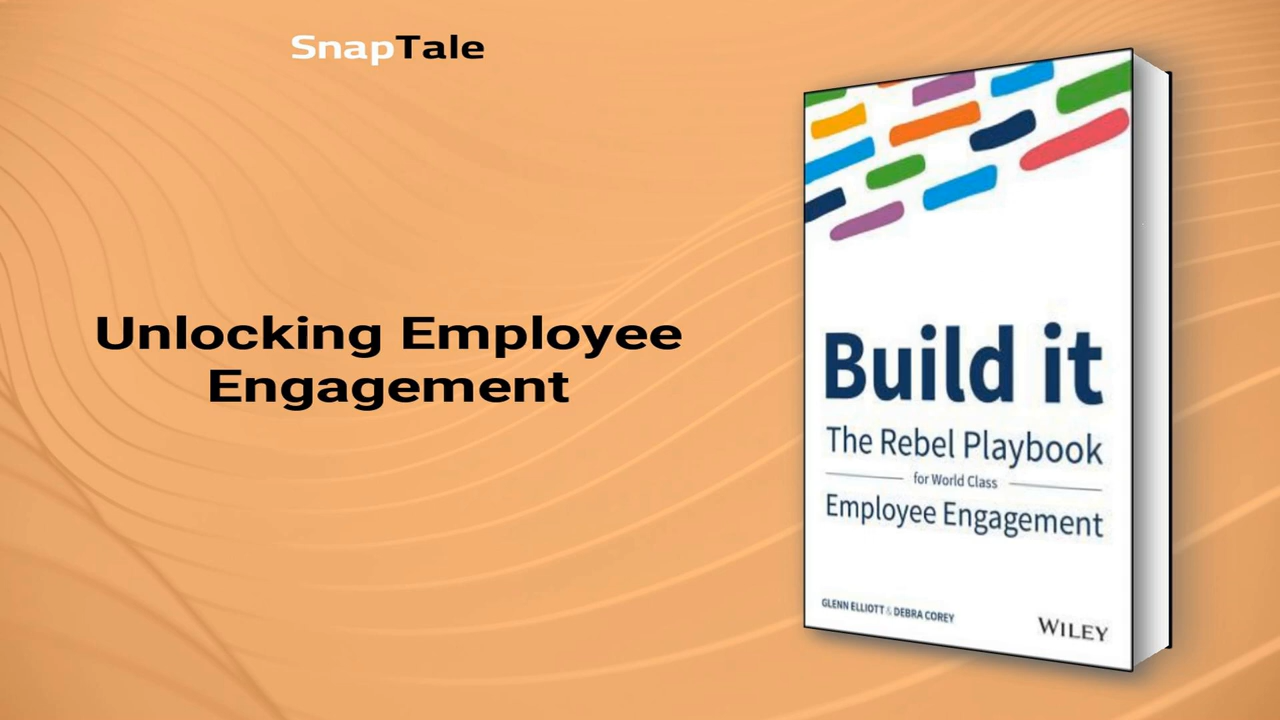 SnapTale
Unlocking Employee
Engagement
Build it
The Rebel Playbook
for World Class
Employee Engagement
GLENN ELLIOTT & DEBRA COREY
WILEY